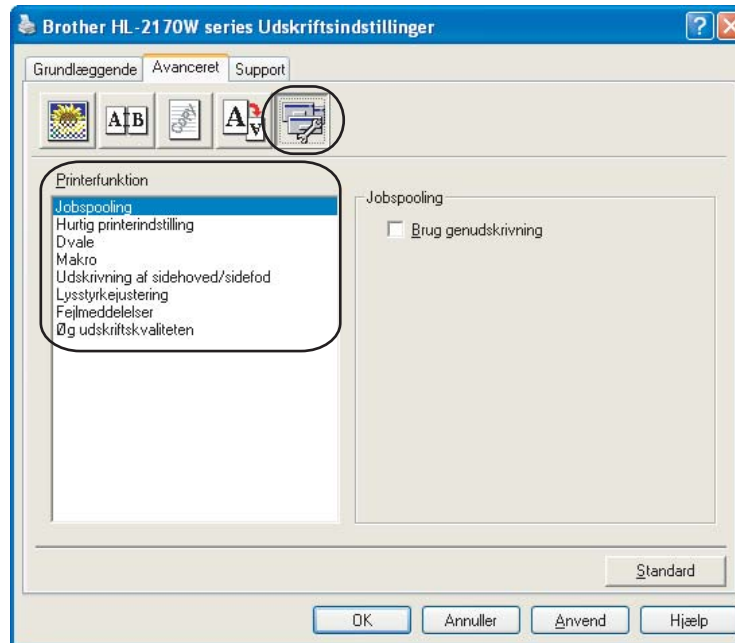 Brother HL-2170W series Udskriftsindstillinger
Grundlæggende Avanceret Support
A B copy A A
Printerfunktion
Jobspooling
Hurtig printerindstilling
Dvale
Makro
Udskrivning af sidehoved/sidefod
Lysstyrkejustering
Fejlmeddelelser
Øg udskriftskvaliteten
Jobspooling
Brug genudskrivning
Standard
OK Annuller Anvend Hjælp